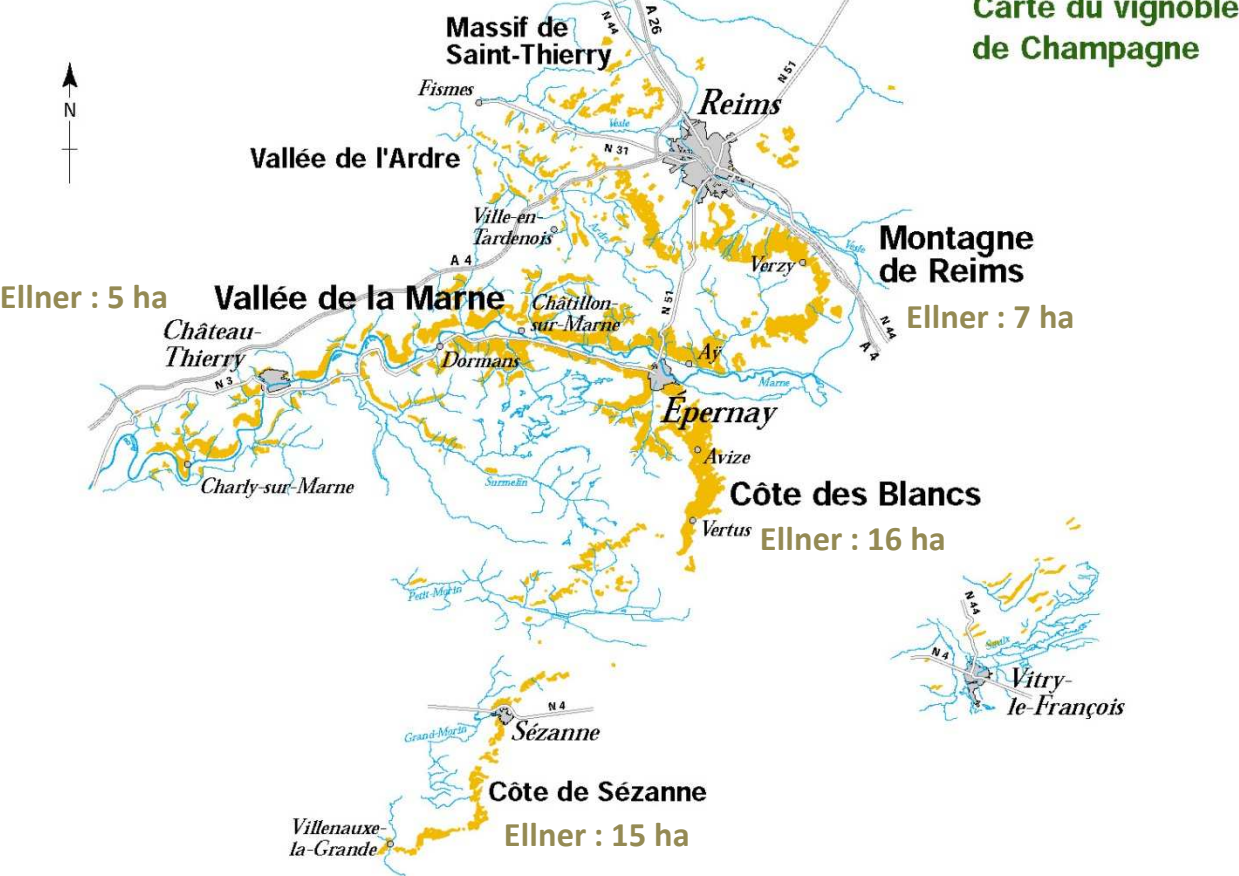 Carte du vignoble
de Champagne
Massif de
Saint-Thierry
N 44
A 26
N 51
N
Fismes
Reims
Vesle
N 31
Vallée de l'Ardre
Ville-en-
Tardenois
Ardre
Montagne
de Reims
Vesle
Verzy
A 4
Ellner : 5 ha
Vallée de la Marne
Châtillon-
sur-Marne
N 51
Ellner : 7 ha
N 44
A 4
Château-
Thierry
Dormans
Aÿ
N 3
Marne
Épernay
Avize
Charly-sur-Marne
Surmelin
Côte des Blancs
Vertus
Ellner : 16 ha
Petit-Morin
N 44
Saulx
N 4
Vitry-
le-François
N 4
Grand-Morin
Sézanne
Côte de Sézanne
Villenauxe-
la-Grande
Ellner : 15 ha